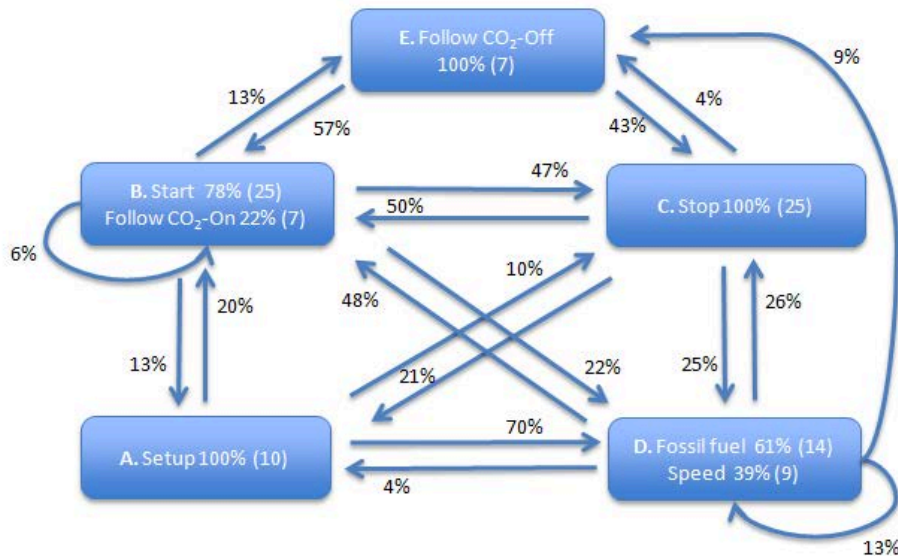 E. Follow CO₂-Off
100% (7)
9%
13%
4%
57%
43%
B. Start 78% (25)
Follow CO₂-On 22% (7)
47%
50%
C. Stop 100% (25)
6%
10%
48%
20%
26%
13%
21%
22%
25%
A. Setup 100% (10)
70%
D. Fossil fuel 61% (14)
Speed 39% (9)
4%
13%